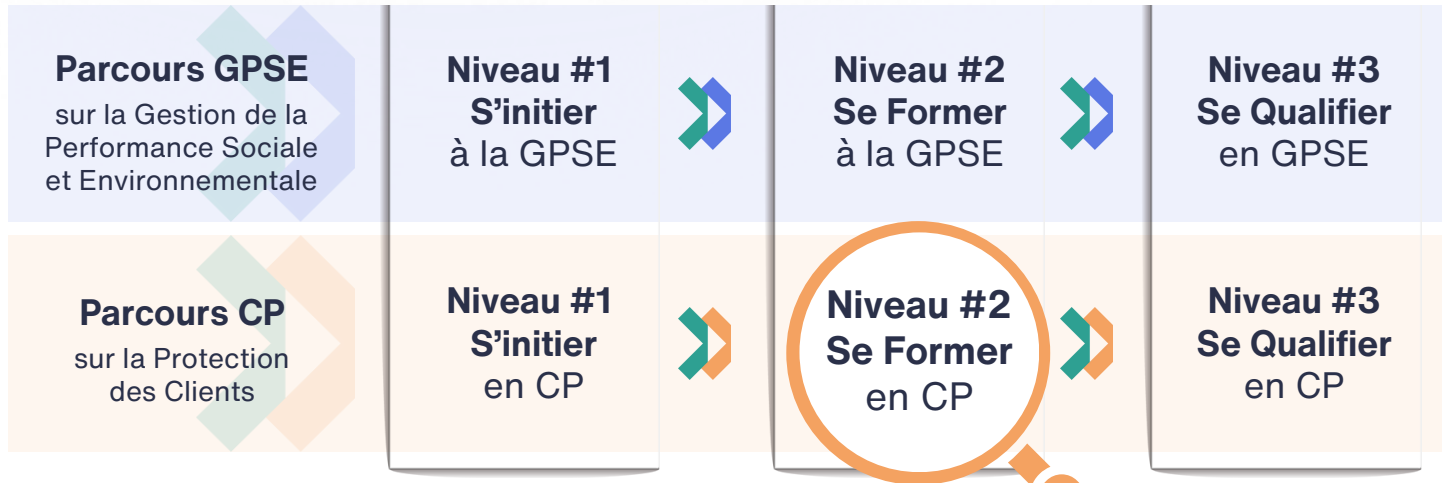 Parcours GPSE
sur la Gestion de la
Performance Sociale
et Environnementale
Niveau #1
S’initier
à la GPSE
Niveau #2
Se Former
à la GPSE
Niveau #3
Se Qualifier
en GPSE
Parcours CP
sur la Protection
des Clients
Niveau #1
S’initier
en CP
Niveau #2
Se Former
en CP
Niveau #3
Se Qualifier
en CP